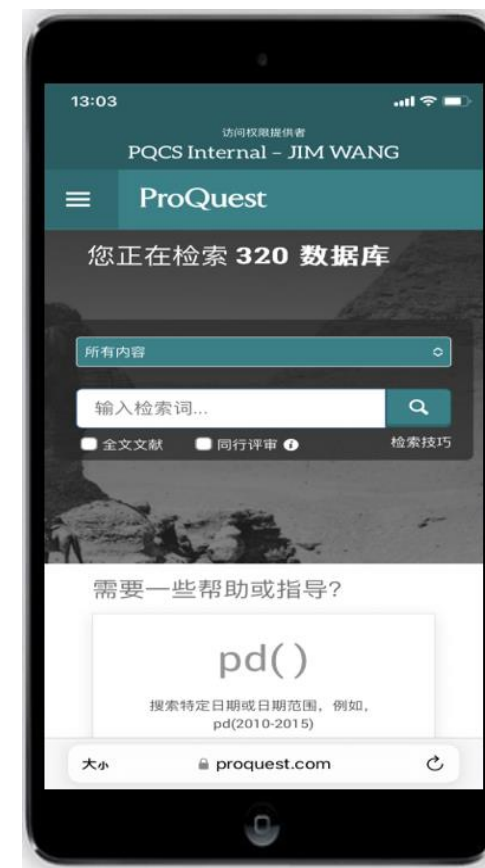 13:03
访问权限提供者
PQCS Internal – JIM WANG
ProQuest
您正在检索 320 数据库
所有内容
输入检索词...
全文文献 同行评审 检索技巧
需要一些帮助或指导?
pd()
搜索特定日期或日期范围，例如，
pd(2010-2015)
大小 proquest.com